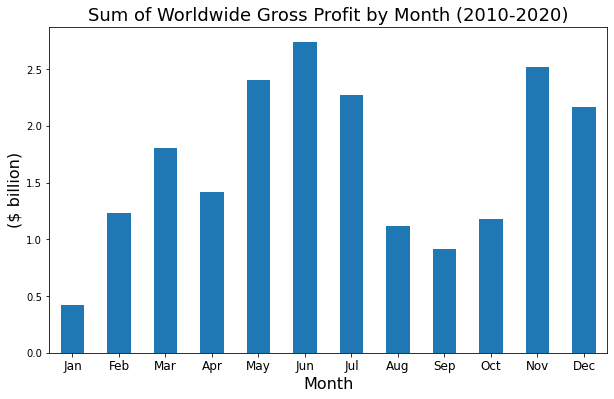 Sum of Worldwide Gross Profit by Month (2010-2020)
($ billion)
2.5
2.0
1.5
1.0
0.5
0.0
Jan Feb Mar Apr May Jun Jul Aug Sep Oct Nov Dec
Month